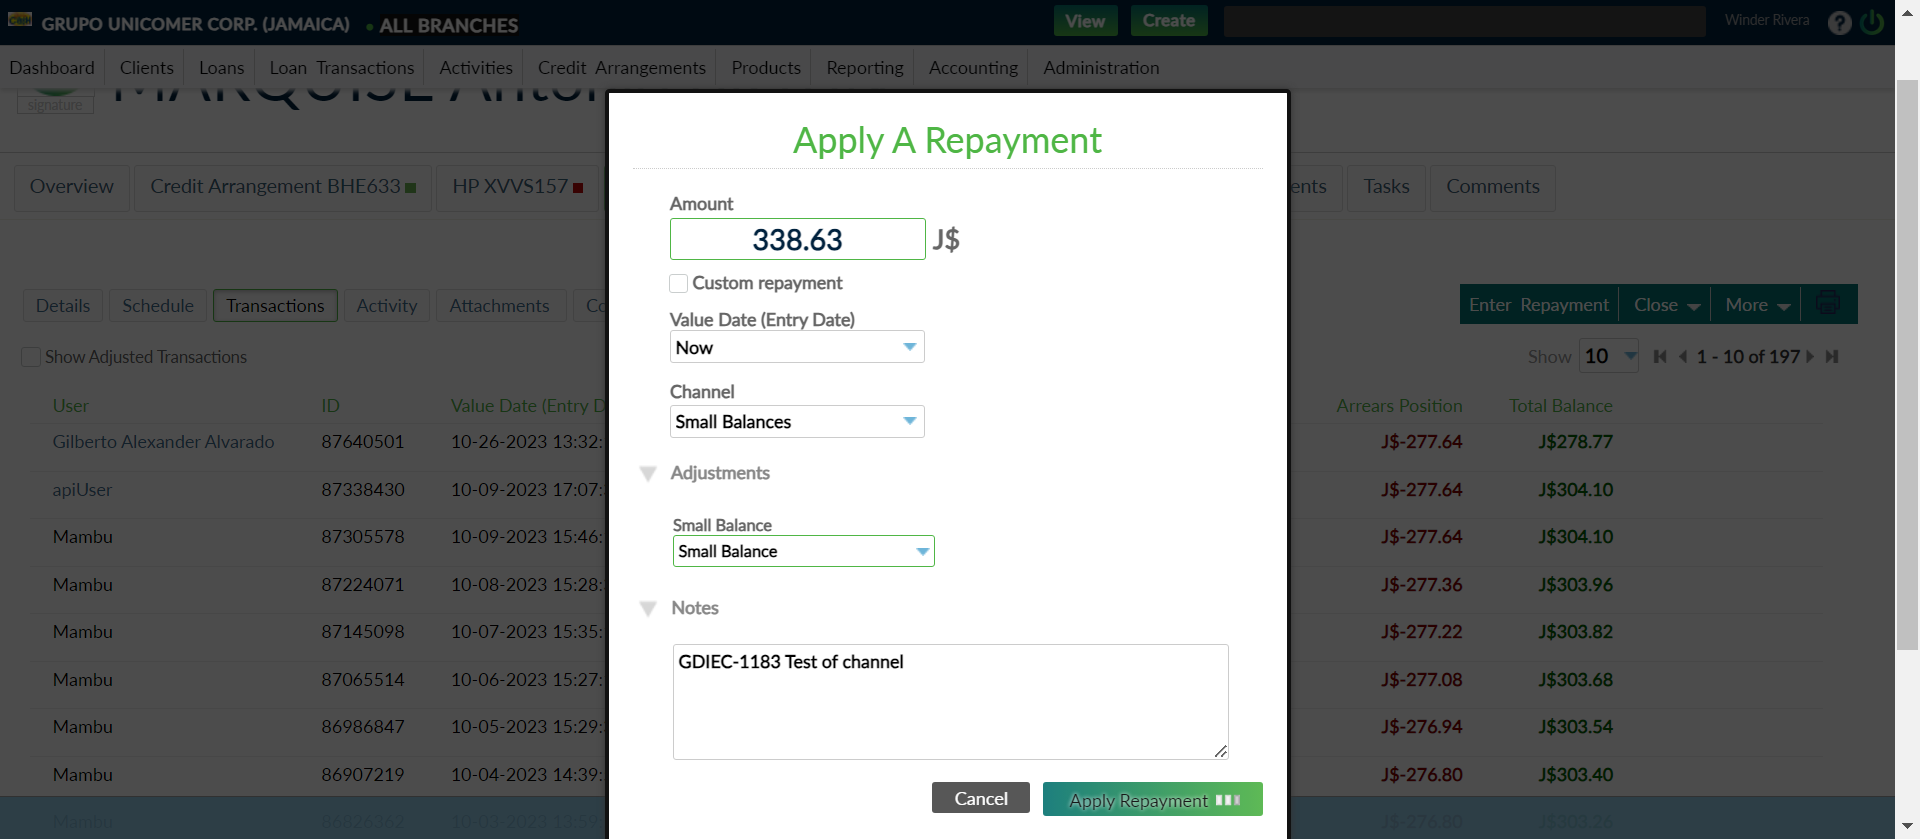 GRUPO UNICOMER CORP. (JAMAICA) • ALL BRANCHES View Create Winder Rivera ?
Dashboard Clients Loans Loan Transactions Activities Credit Arrangements Products Reporting Accounting Administration
signature
Overview Credit Arrangement BHE633 HP XVVS157 ents Tasks Comments
Details Schedule Transactions Activity Attachments Co
Enter Repayment Close More
Show Adjusted Transactions
Show 10 1 - 10 of 197
User ID Value Date (Entry D Arrears Position Total Balance
Gilberto Alexander Alvarado 87640501 10-26-2023 13:32: J$-277.64 J$278.77
apiUser 87338430 10-09-2023 17:07: J$-277.64 J$304.10
Mambu 87305578 10-09-2023 15:46: J$-277.64 J$304.10
Mambu 87224071 10-08-2023 15:28: J$-277.36 J$303.96
Mambu 87145098 10-07-2023 15:35: J$-277.22 J$303.82
Mambu 87065514 10-06-2023 15:27: J$-277.08 J$303.68
Mambu 86986847 10-05-2023 15:29: J$-276.94 J$303.54
Mambu 86907219 10-04-2023 14:39: J$-276.80 J$303.40
Mambu 86826362 10-03-2023 13:59: J$-276.80 J$303.26
Apply A Repayment
Amount
338.63 J$
Custom repayment
Value Date (Entry Date)
Now
Channel
Small Balances
Adjustments
Small Balance
Small Balance
Notes
GDIEC-1183 Test of channel
Cancel Apply Repayment